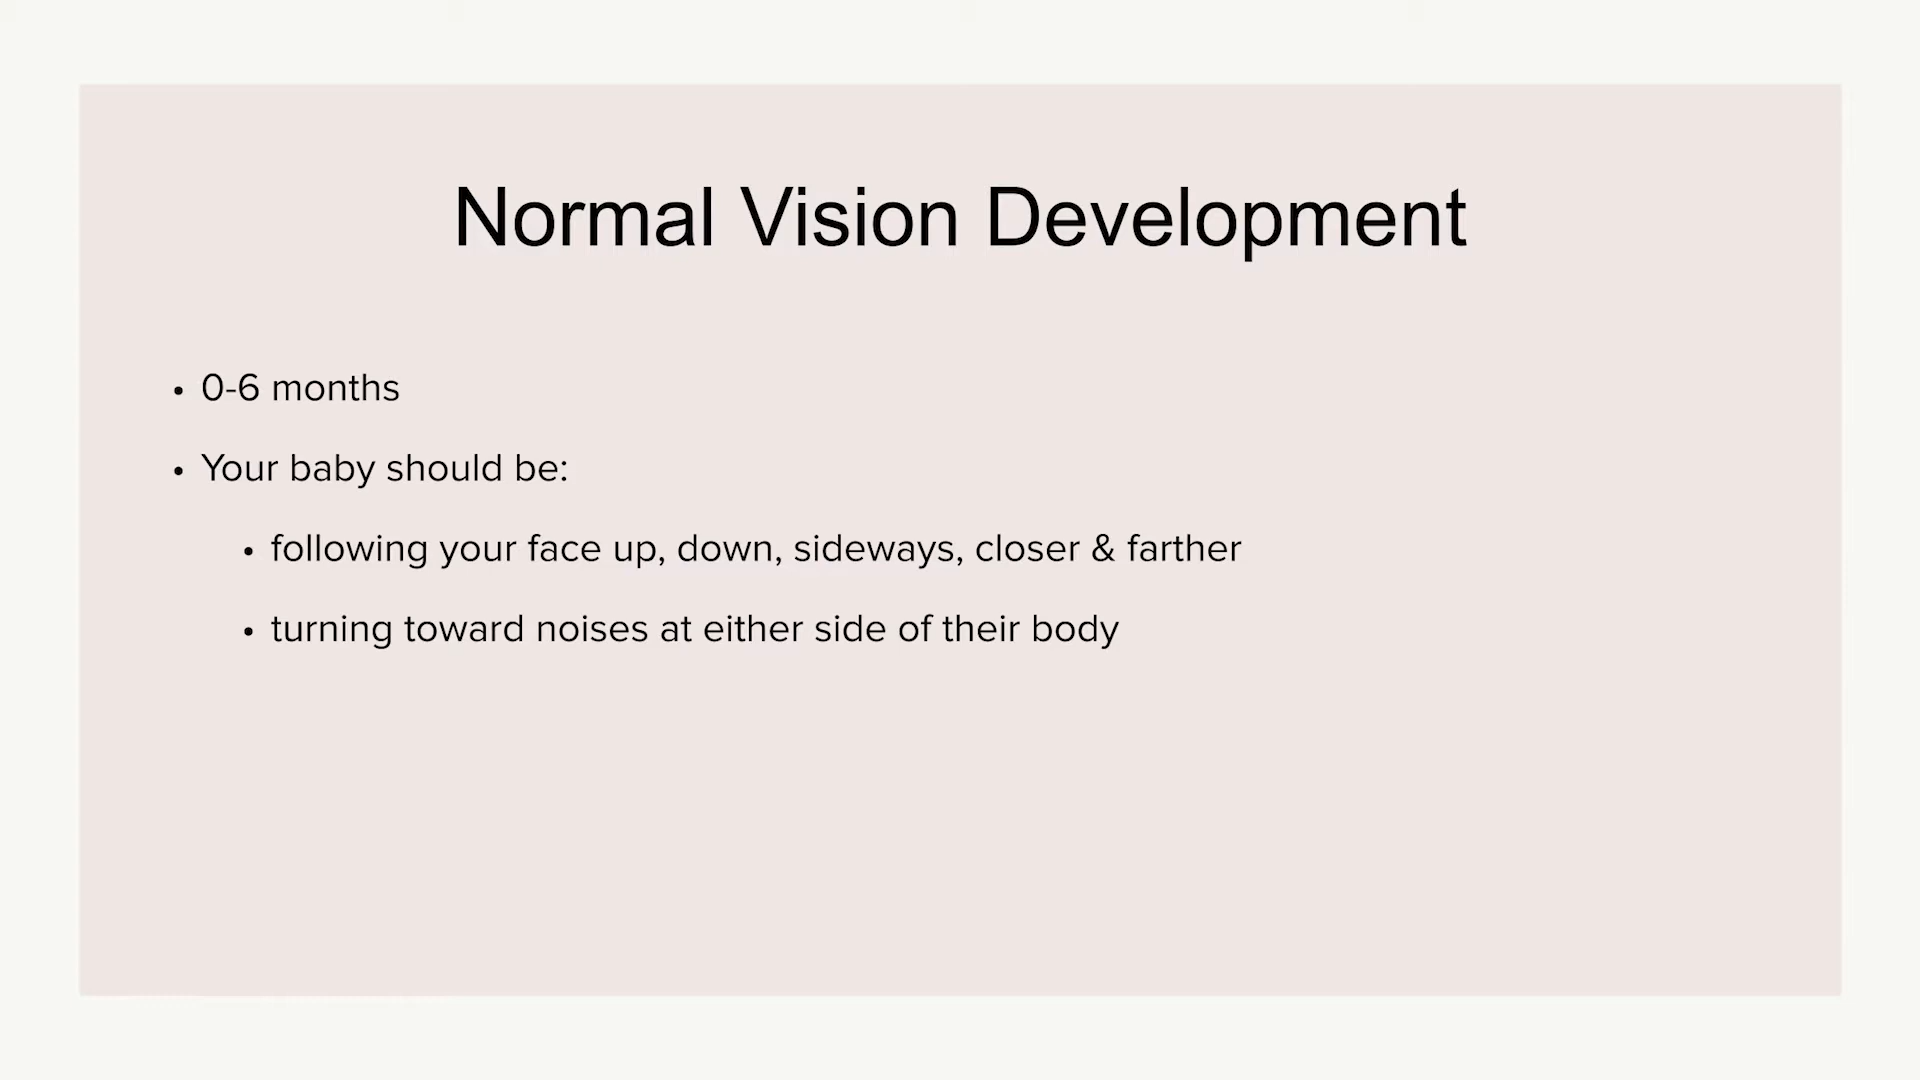 Normal Vision Development
• 0-6 months
• Your baby should be:
• following your face up, down, sideways, closer & farther
• turning toward noises at either side of their body